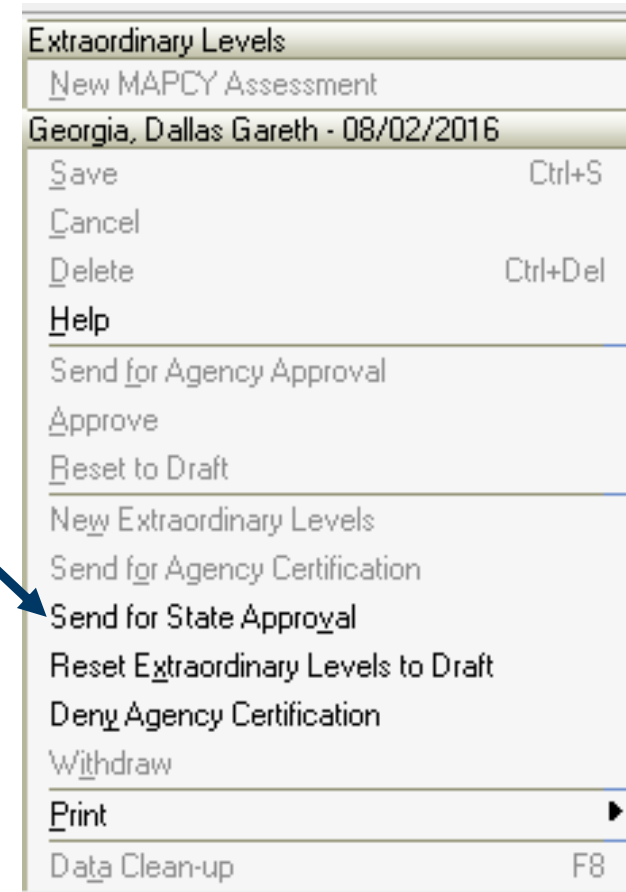 Extraordinary Levels
New MAPCY Assessment
Georgia, Dallas Gareth - 08/02/2016
Save Ctrl+S
Cancel
Delete Ctrl+Del
Help
Send for Agency Approval
Approve
Reset to Draft
New Extraordinary Levels
Send for Agency Certification
Send for State Approval
Reset Extraordinary Levels to Draft
Deny Agency Certification
Withdraw
Print
Data Clean-up F8